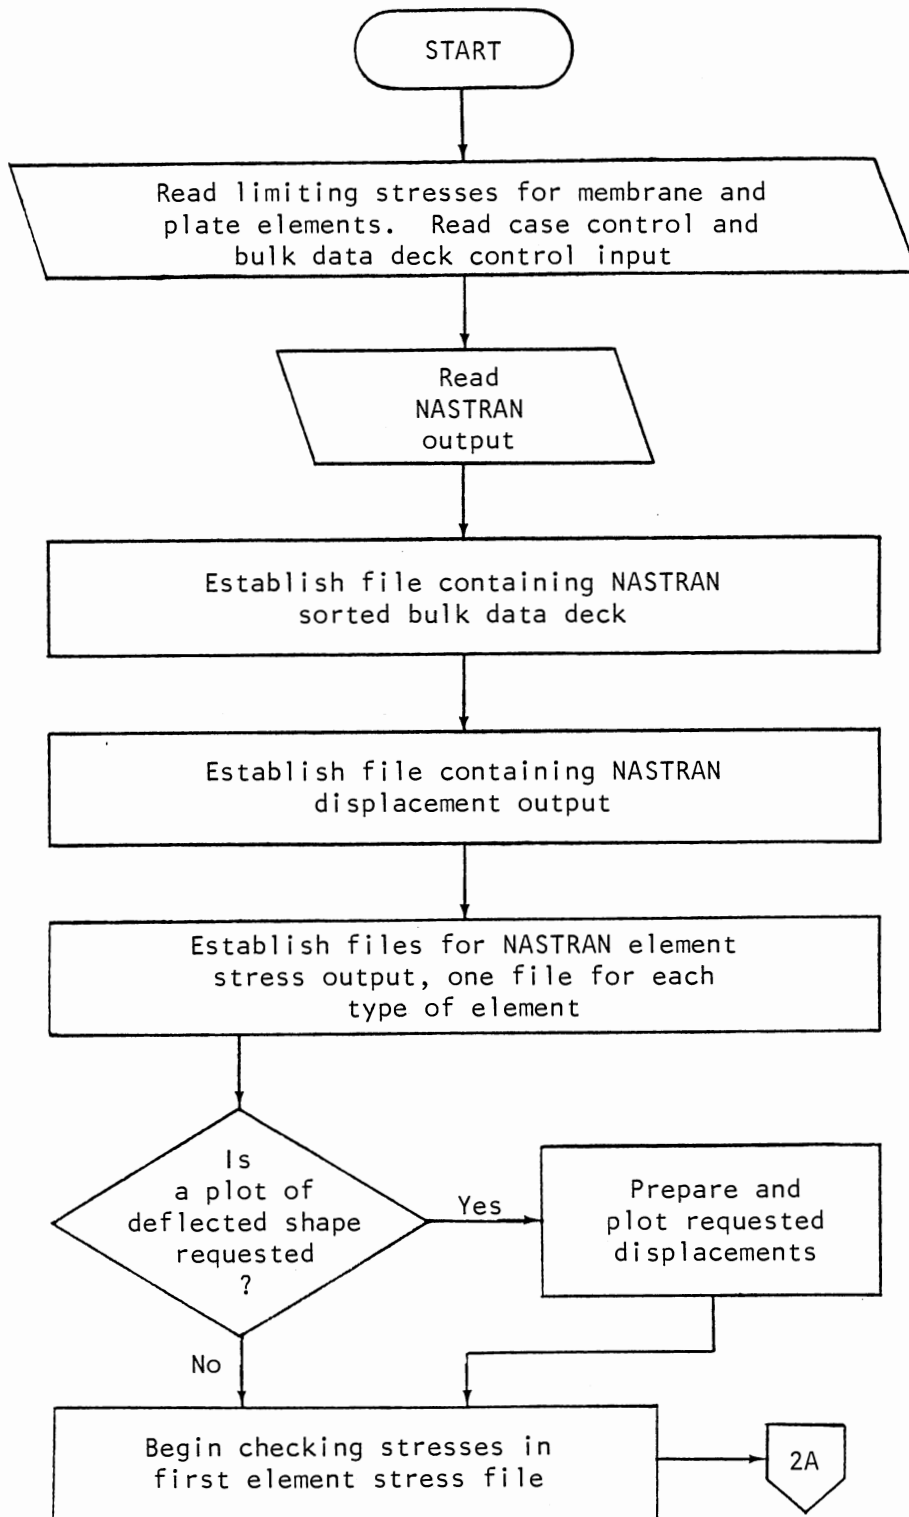 START
Read limiting stresses for membrane and
plate elements. Read case control and
bulk data deck control input
Read
NASTRAN
output
Establish file containing NASTRAN
sorted bulk data deck
Establish file containing NASTRAN
displacement output
Establish files for NASTRAN element
stress output, one file for each
type of element
Is
a plot of
deflected shape
requested
?
Yes
Prepare and
plot requested
displacements
No
Begin checking stresses in
first element stress file
2A